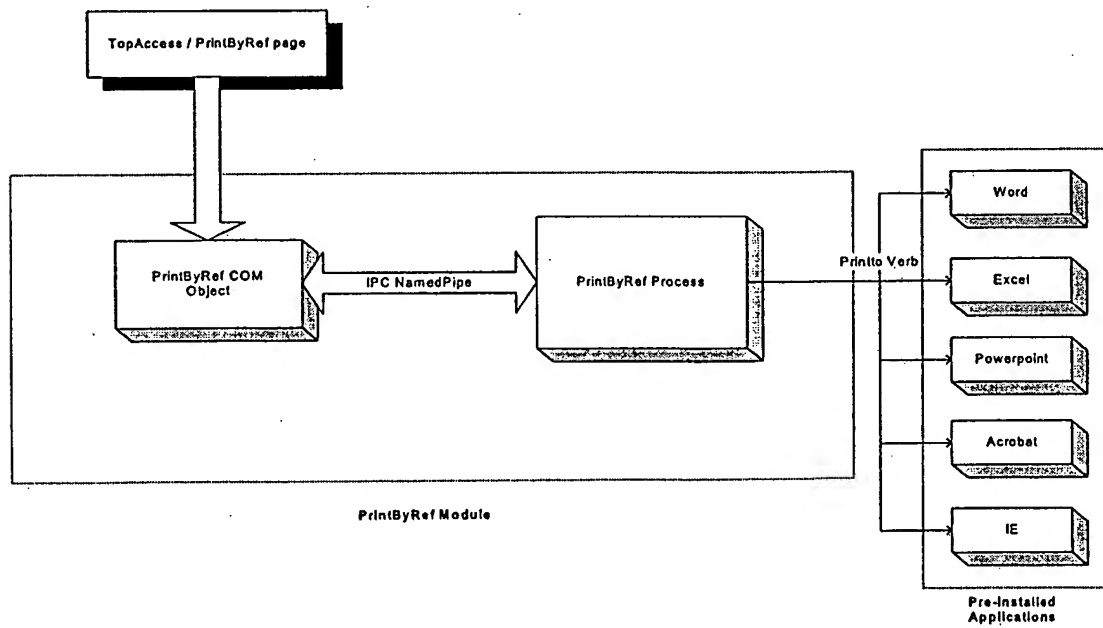 TopAccess / PrintByRef page
PrintByRef COM
Object
IPC NamedPipe
PrintByRef Process
Printto Verb
Word
Excel
Powerpoint
Acrobat
IE
PrintByRef Module
Pre-Installed
Applications